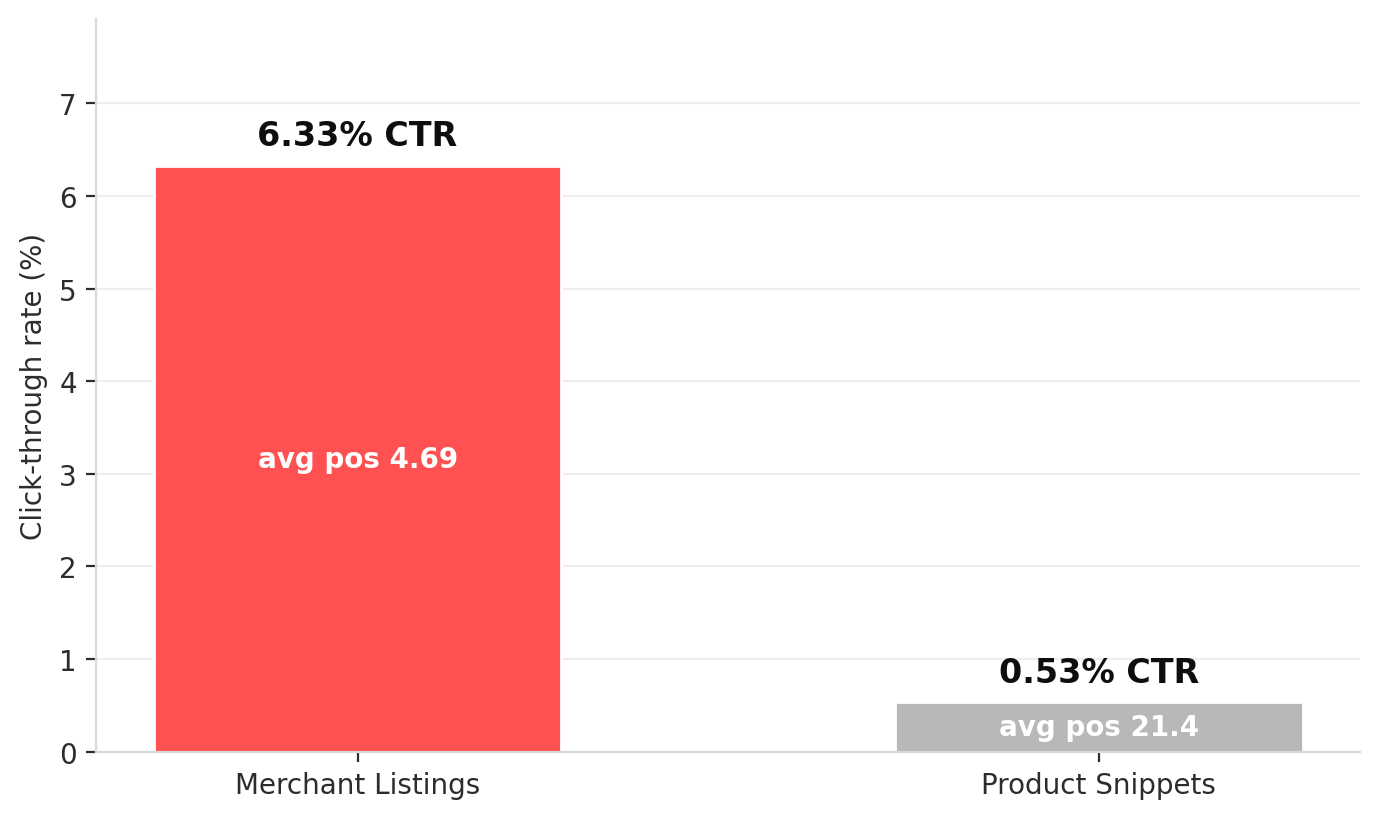 Click-through rate (%)
7
6
5
4
3
2
1
0
6.33% CTR
avg pos 4.69
0.53% CTR
avg pos 21.4
Merchant Listings
Product Snippets